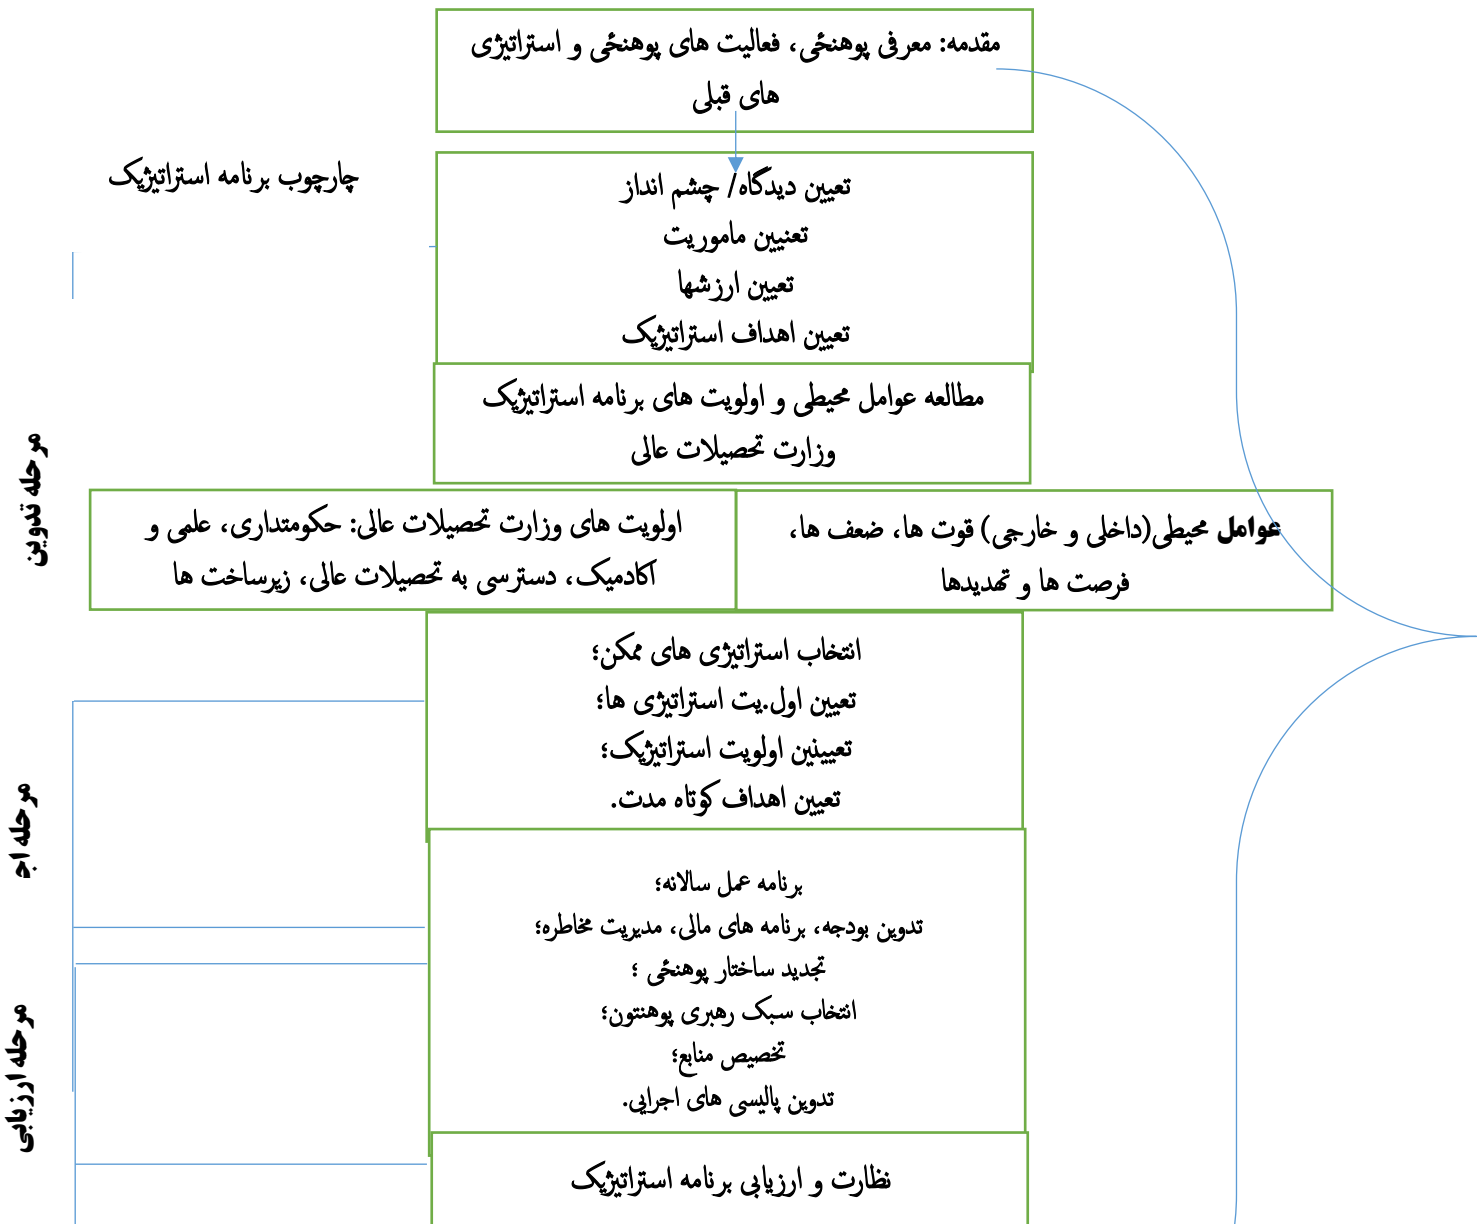 مقدمه: معرفی پوهنځی، فعالیت های پوهنځی و استراتیژی
های قبلی
چارچوب برنامه استراتیژیک
تعیین دیدگاه/ چشم انداز
تعنیین ماموریت
تعیین ارزشها
تعیین اهداف استراتیژیک
مطالعه عوامل محیطی و اولویت های برنامه استراتیژیک
وزارت تحصیلات عالی
مرحله تدوین
عوامل محیطی(داخلی و خارجی) قوت ها، ضعف ها،
فرصت ها و تهدیدها
اولویت های وزارت تحصیلات عالی: حکومتداری، علمی و
اکادمیک، دسترسی به تحصیلات عالی، زیرساخت ها
انتخاب استراتیژی های ممکن؛
تعیین اول.یت استراتیژی ها؛
تعییننین اولویت استراتیژیک؛
تعیین اهداف کوتاه مدت.
مرحله اج
برنامه عمل سالانه؛
تدوین بودجه، برنامه های مالی، مدیریت مخاطره؛
تجدید ساختار پوهنځی ؛
انتخاب سبک رهبری پوهنتون؛
تخصیص منابع؛
تدوین پالیسی های اجرایی.
مرحله ارزیابی
نظارت و ارزیابی برنامه استراتیژیک